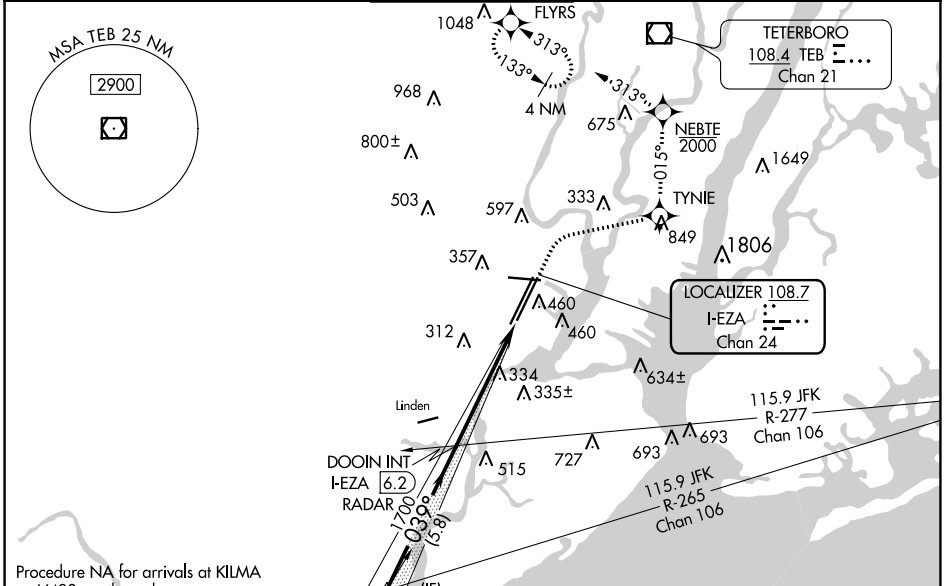 MSA TEB 25 NM
2900
1048
FLYRS
313°
133°
4 NM
313°
TETERBORO
108.4 TEB
Chan 21
968
675
NEBTE
2000
800±
015°
1649
503
597
333
TYNIE
849
357
1806
LOCALIZER 108.7
I-EZA
Chan 24
460
460
312
334
335±
634±
Linden
115.9 JFK
R-277
Chan 106
DOOIN INT
I-EZA 6.2
RADAR
515
727
693
693
115.9 JFK
R-265
Chan 106
1700
039°
(5.8)
Procedure NA for arrivals at KILMA